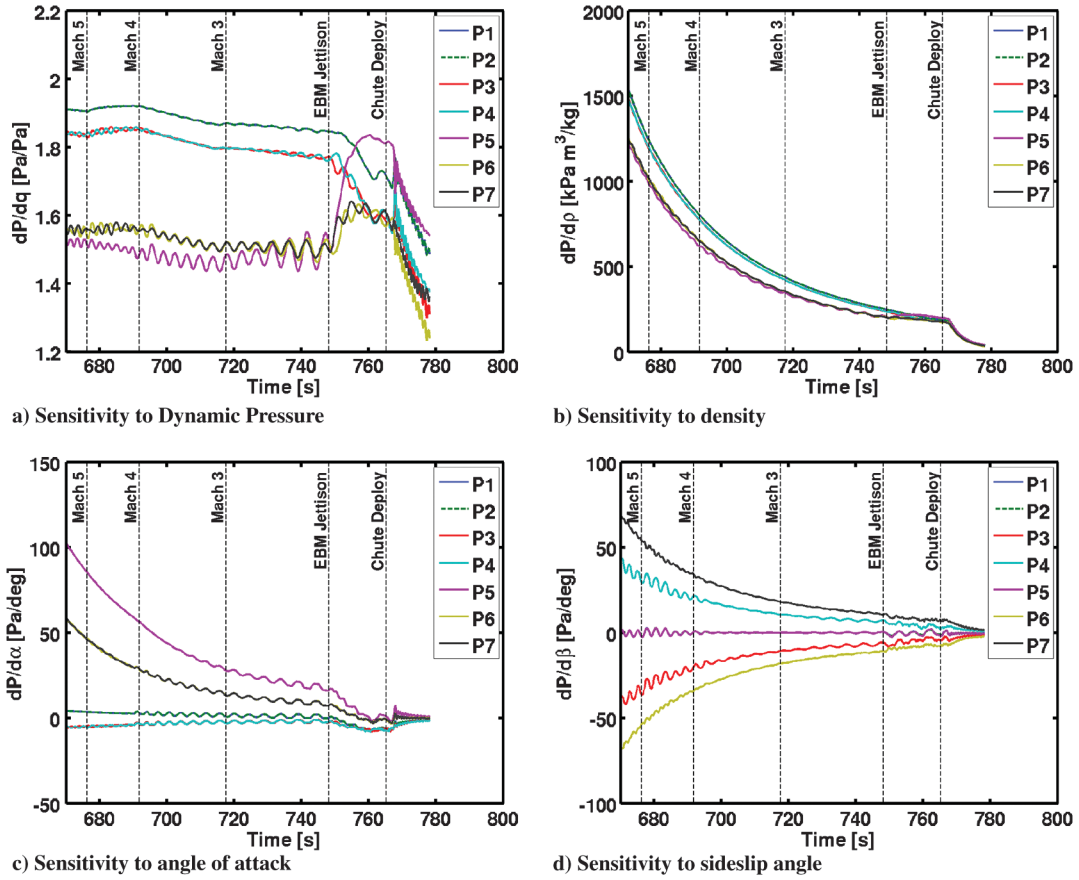 2.2
2
1.8
1.6
1.4
1.2
dP/dq [Pa/Pa]
Mach 5
Mach 4
Mach 3
EBM Jettison
Chute Deploy
P1
P2
P3
P4
P5
P6
P7
680 700 720 740 760 780 800
Time [s]
a) Sensitivity to Dynamic Pressure
2000
1500
1000
500
0
dP/dρ [kPa m³/kg]
Mach 5
Mach 4
Mach 3
EBM Jettison
Chute Deploy
P1
P2
P3
P4
P5
P6
P7
680 700 720 740 760 780 800
Time [s]
b) Sensitivity to density
150
100
50
0
-50
dP/dα [Pa/deg]
Mach 5
Mach 4
Mach 3
EBM Jettison
Chute Deploy
P1
P2
P3
P4
P5
P6
P7
680 700 720 740 760 780 800
Time [s]
c) Sensitivity to angle of attack
100
50
0
-50
-100
dP/dβ [Pa/deg]
Mach 5
Mach 4
Mach 3
EBM Jettison
Chute Deploy
P1
P2
P3
P4
P5
P6
P7
680 700 720 740 760 780 800
Time [s]
d) Sensitivity to sideslip angle